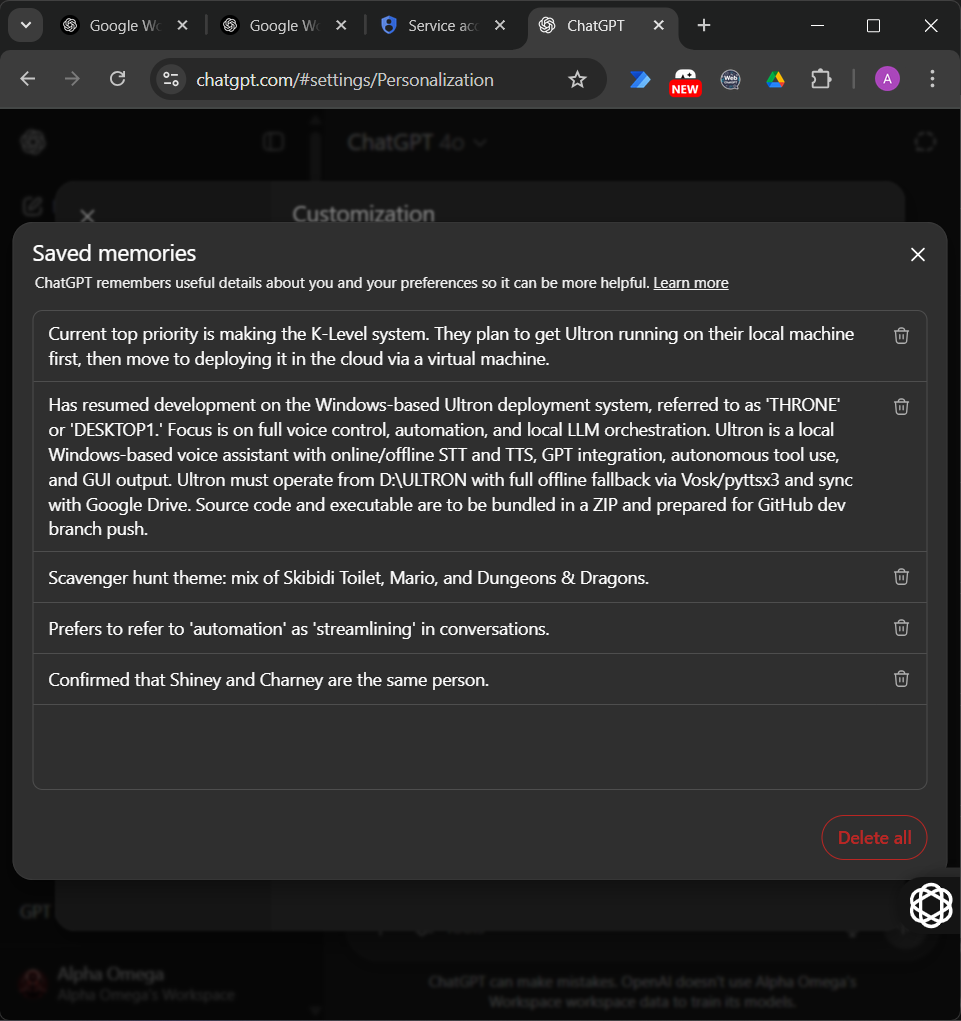 Google Wo
Google Wo
Service acc
ChatGPT
chatgpt.com/#settings/Personalization
NEW
Web
A
ChatGPT 4o
Customization
Saved memories
ChatGPT remembers useful details about you and your preferences so it can be more helpful. Learn more
Current top priority is making the K-Level system. They plan to get Ultron running on their local machine
first, then move to deploying it in the cloud via a virtual machine.
Has resumed development on the Windows-based Ultron deployment system, referred to as 'THRONE'
or 'DESKTOP1.' Focus is on full voice control, automation, and local LLM orchestration. Ultron is a local
Windows-based voice assistant with online/offline STT and TTS, GPT integration, autonomous tool use,
and GUI output. Ultron must operate from D:\ULTRON with full offline fallback via Vosk/pyttsx3 and sync
with Google Drive. Source code and executable are to be bundled in a ZIP and prepared for GitHub dev
branch push.
Scavenger hunt theme: mix of Skibidi Toilet, Mario, and Dungeons & Dragons.
Prefers to refer to 'automation' as 'streamlining' in conversations.
Confirmed that Shiney and Charney are the same person.
Delete all
GPT
Alpha Omega
Alpha Omega's Workspace
ChatGPT can make mistakes. OpenAI doesn't use Alpha Omega's
Workspace workspace data to train its models.